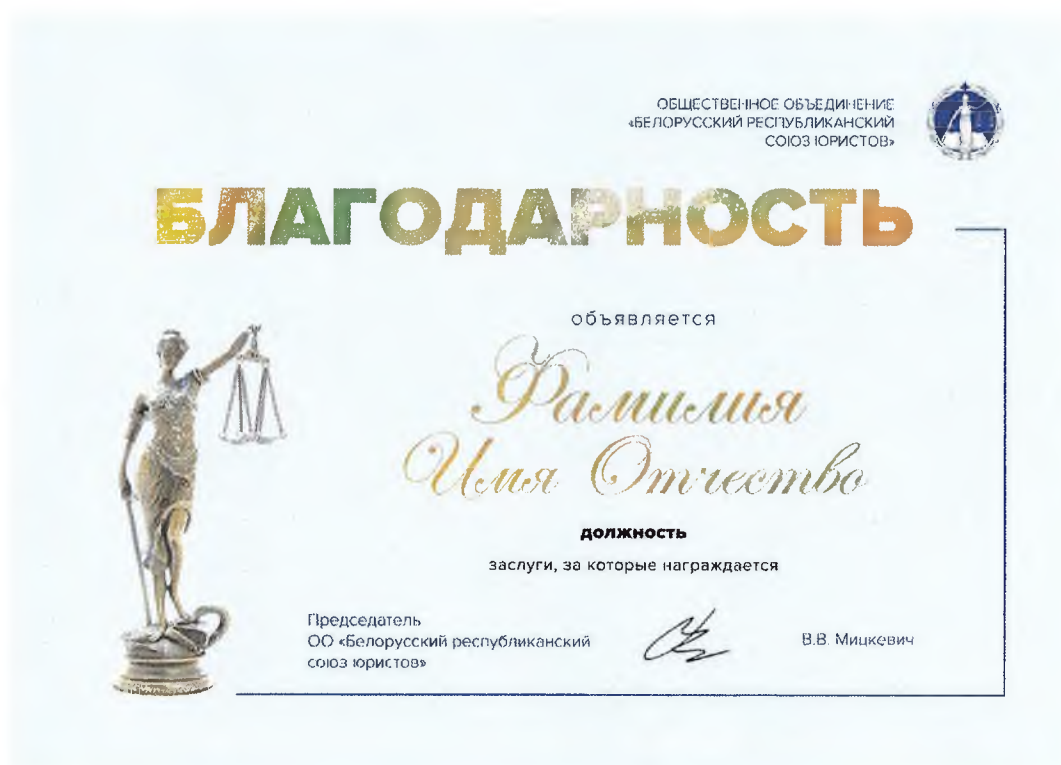 ОБЩЕСТВЕННОЕ ОБЪЕДИНЕНИЕ
«БЕЛОРУССКИЙ РЕСПУБЛИКАНСКИЙ
СОЮЗ ЮРИСТОВ»
БЛАГОДАРНОСТЬ
объявляется
Фамилия
Имя Отчество
должность
заслуги, за которые награждается
Председатель
ОО «Белорусский республиканский
союз юристов»
В.В. Мицкевич